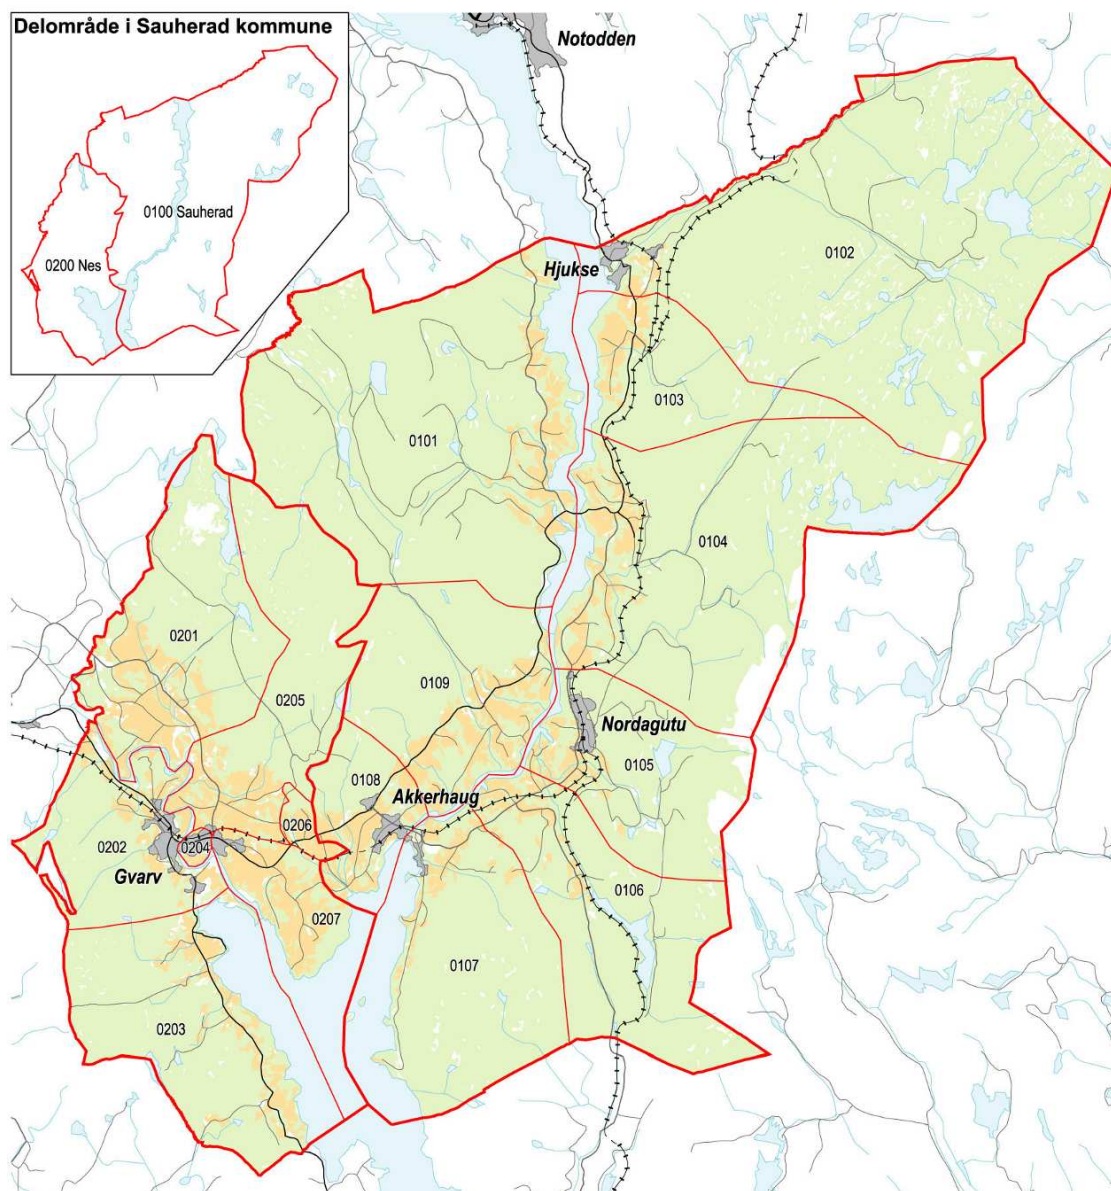 Delområde i Sauherad kommune
0100 Sauherad
0200 Nes
Notodden
Hjukse
0102
0103
0101
0104
0201
0205
0109
Nordagutu
0105
0108
Akkerhaug
0206
0202
0204
Gvarv
0106
0207
0107
0203